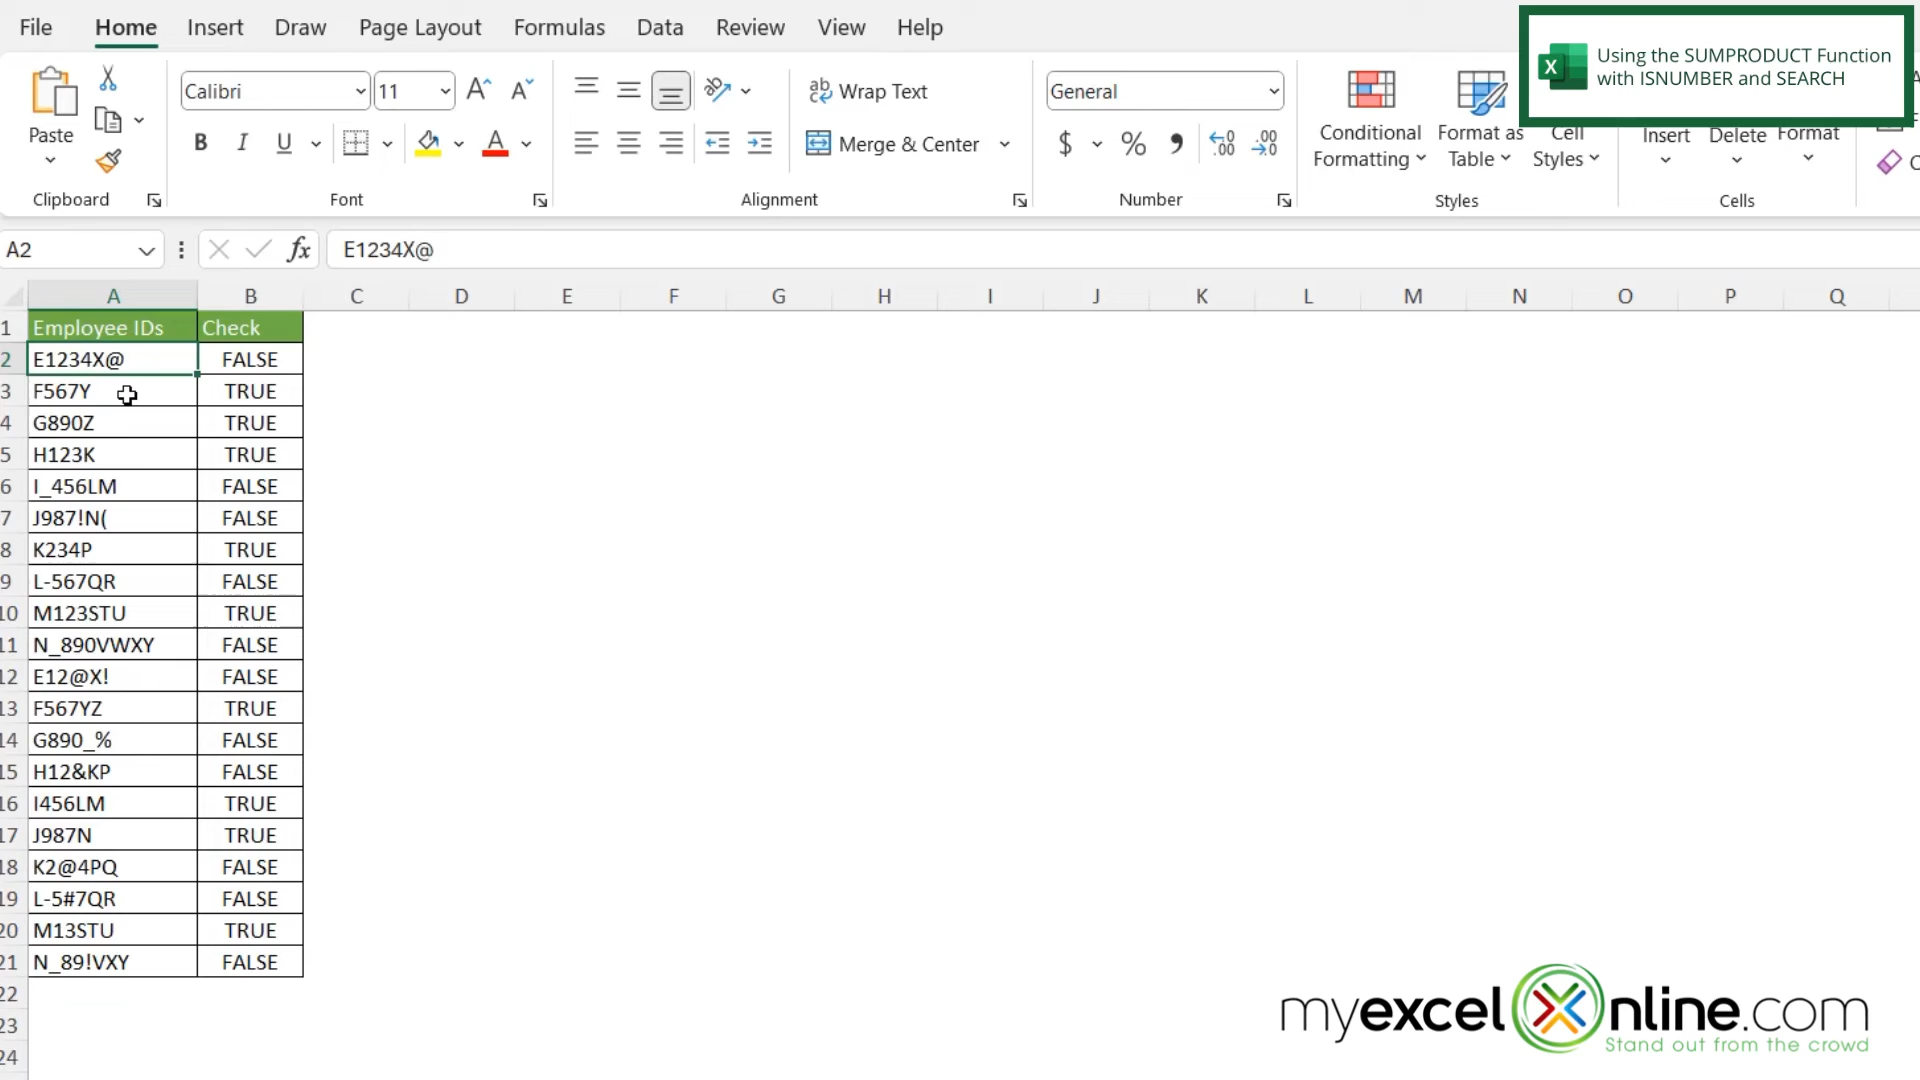 File Home Insert Draw Page Layout Formulas Data Review View Help
Using the SUMPRODUCT Function
with ISNUMBER and SEARCH
Calibri 11 General
Paste
B I U
Wrap Text
Merge & Center
$ % ,
Conditional
Formatting
Format as
Table
Cell
Styles
Insert Delete Format
Clipboard Font Alignment Number Styles Cells
A2 fx E1234X@
A B C D E F G H I J K L M N O P Q
1 Employee IDs Check
2 E1234X@ FALSE
3 F567Y TRUE
4 G890Z TRUE
5 H123K TRUE
6 I_456LM FALSE
7 J987!N( FALSE
8 K234P TRUE
9 L-567QR FALSE
10 M123STU TRUE
11 N_890VWXY FALSE
12 E12@X! FALSE
13 F567YZ TRUE
14 G890_% FALSE
15 H12&KP FALSE
16 I456LM TRUE
17 J987N TRUE
18 K2@4PQ FALSE
19 L-5#7QR FALSE
20 M13STU TRUE
21 N_89!VXY FALSE
22
23
24
myexcelonline.com
Stand out from the crowd